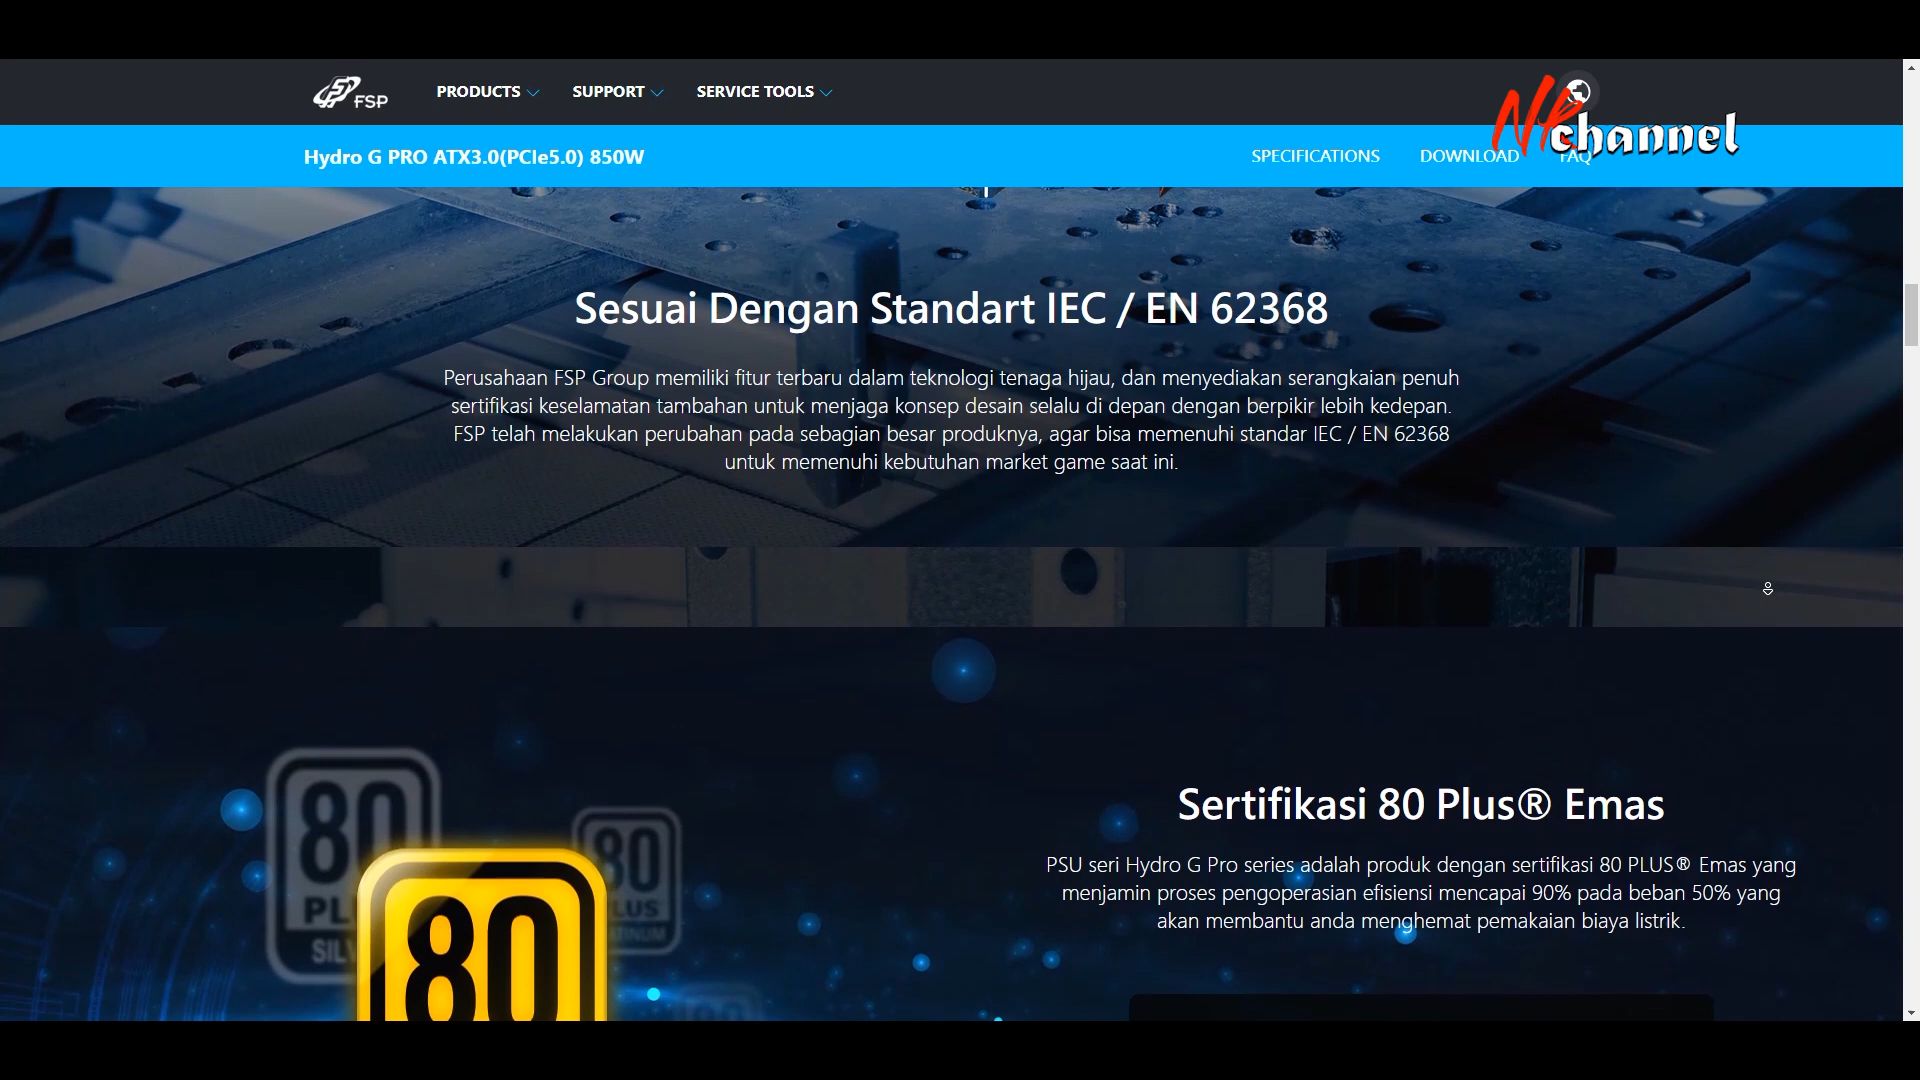 FSP
PRODUCTS
SUPPORT
SERVICE TOOLS
NR channel
Hydro G PRO ATX3.0(PCIe5.0) 850W
SPECIFICATIONS
DOWNLOAD
FAQ
Sesuai Dengan Standart IEC / EN 62368
Perusahaan FSP Group memiliki fitur terbaru dalam teknologi tenaga hijau, dan menyediakan serangkaian penuh
sertifikasi keselamatan tambahan untuk menjaga konsep desain selalu di depan dengan berpikir lebih kedepan.
FSP telah melakukan perubahan pada sebagian besar produknya, agar bisa memenuhi standar IEC / EN 62368
untuk memenuhi kebutuhan market game saat ini.
Sertifikasi 80 Plus® Emas
PSU seri Hydro G Pro series adalah produk dengan sertifikasi 80 PLUS® Emas yang
menjamin proses pengoperasian efisiensi mencapai 90% pada beban 50% yang
akan membantu anda menghemat pemakaian biaya listrik.
80
PL
SILV
80
LUS
TINUM
80